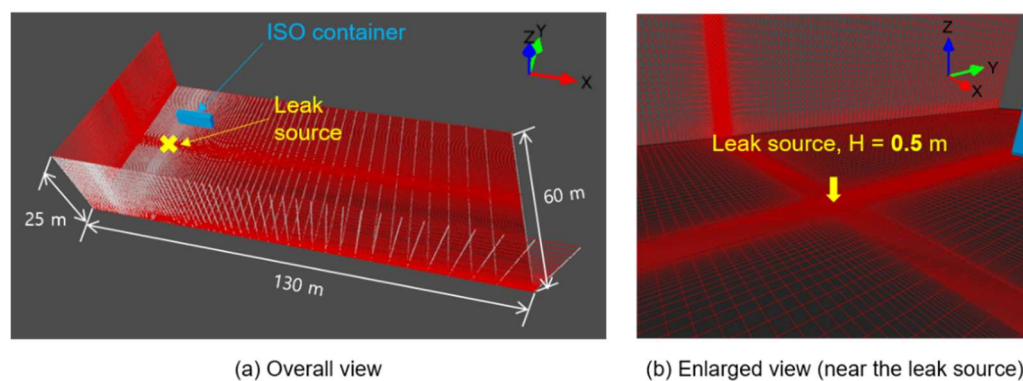 ISO container
Leak
source
Z
Y
X
25 m
130 m
60 m
(a) Overall view
Z
Y
X
Leak source, H = 0.5 m
(b) Enlarged view (near the leak source)